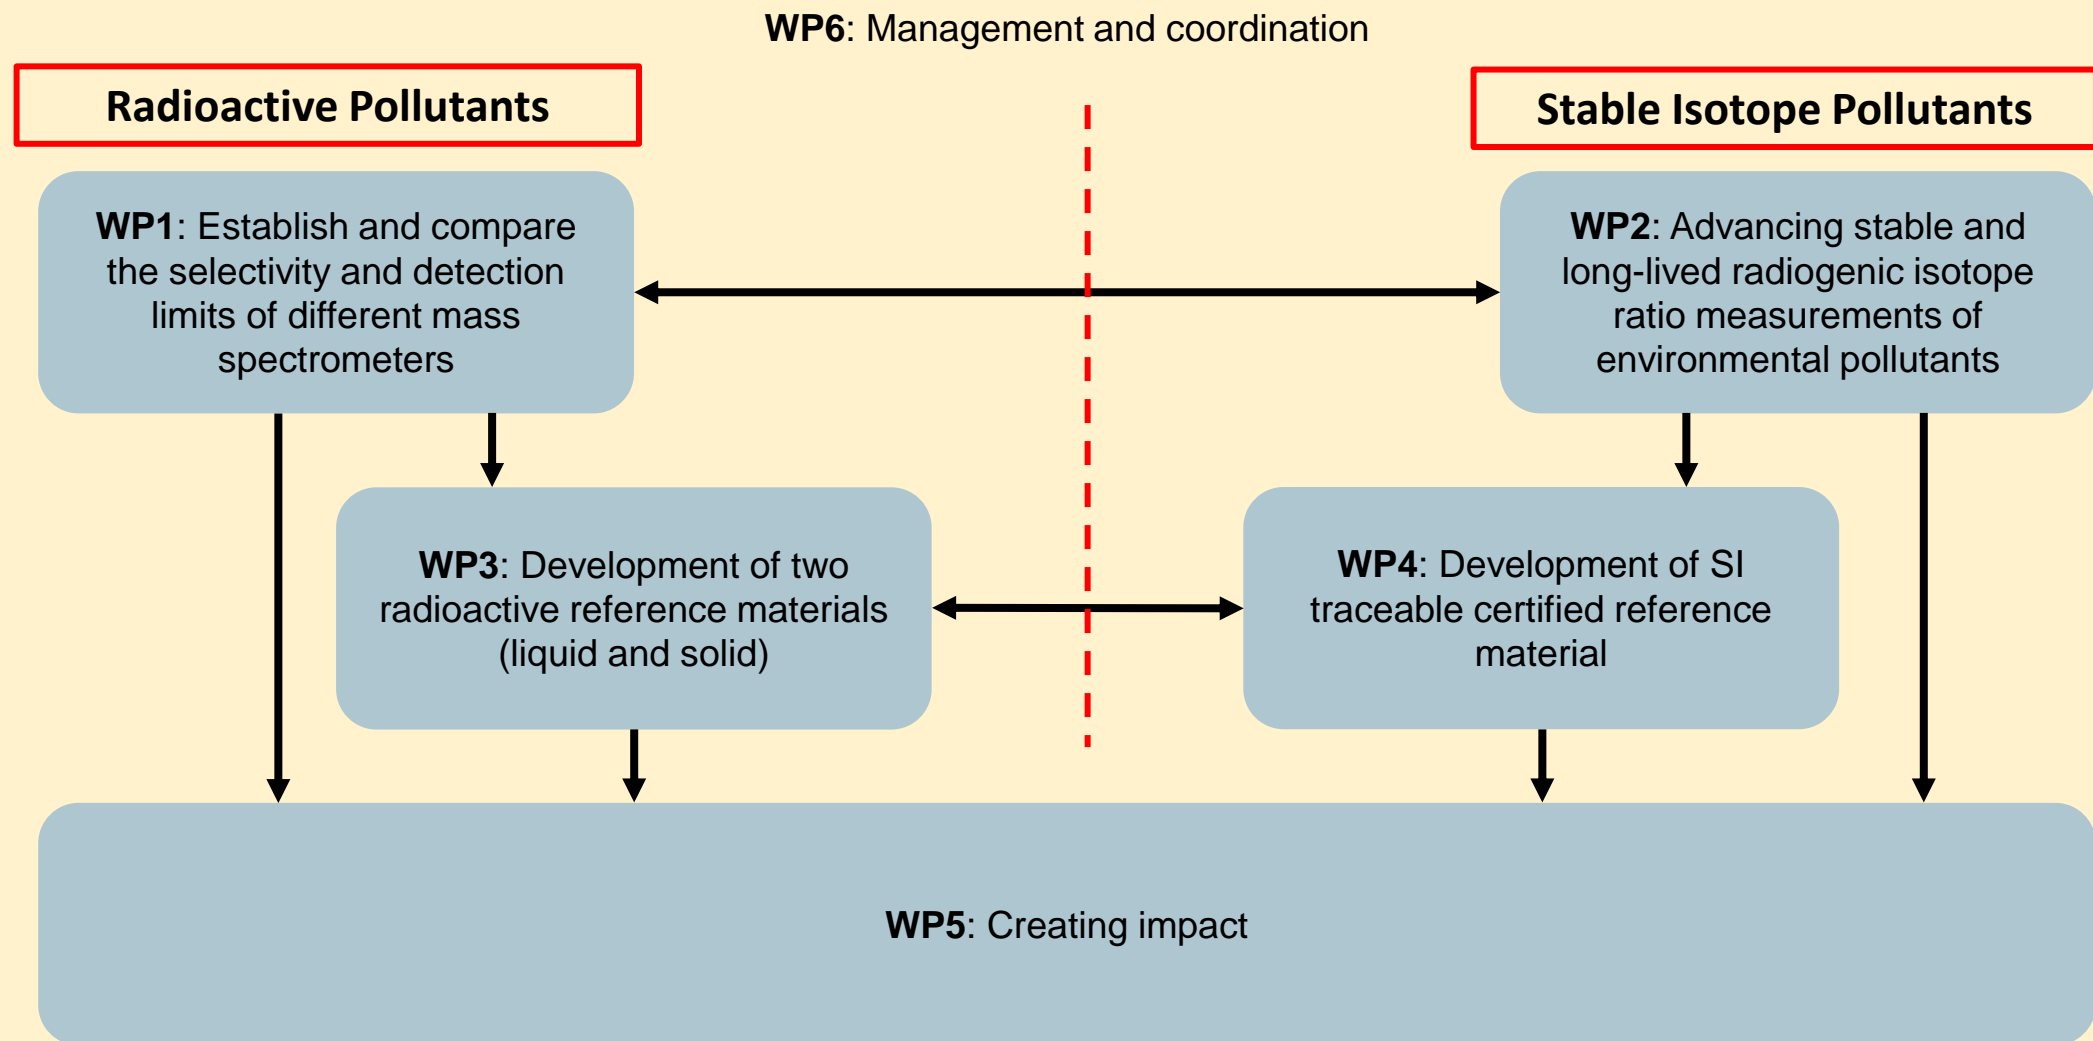 WP6: Management and coordination
Radioactive Pollutants
Stable Isotope Pollutants
WP1: Establish and compare
the selectivity and detection
limits of different mass
spectrometers
WP2: Advancing stable and
long-lived radiogenic isotope
ratio measurements of
environmental pollutants
WP3: Development of two
radioactive reference materials
(liquid and solid)
WP4: Development of SI
traceable certified reference
material
WP5: Creating impact